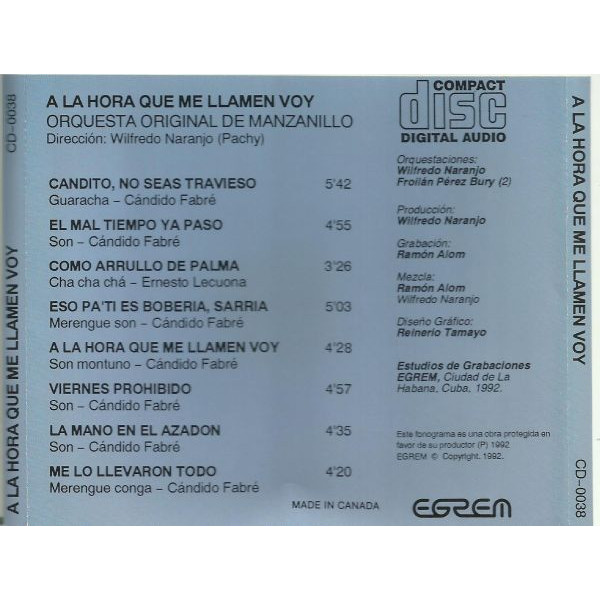 CD-0038
A LA HORA QUE ME LLAMEN VOY
A LA HORA QUE ME LLAMEN VOY
ORQUESTA ORIGINAL DE MANZANILLO
Dirección: Wilfredo Naranjo (Pachy)
CANDITO, NO SEAS TRAVIESO 5'42
Guaracha – Cándido Fabré
EL MAL TIEMPO YA PASO 4'55
Son – Cándido Fabré
COMO ARRULLO DE PALMA 3'26
Cha cha chá – Ernesto Lecuona
ESO PA'TI ES BOBERIA, SARRIA 5'03
Merengue son – Cándido Fabré
A LA HORA QUE ME LLAMEN VOY 4'28
Son montuno – Cándido Fabré
VIERNES PROHIBIDO 4'57
Son – Cándido Fabré
LA MANO EN EL AZADON 4'35
Son – Cándido Fabré
ME LO LLEVARON TODO 4'20
Merengue conga – Cándido Fabré
MADE IN CANADA
COMPACT
disc
DIGITAL AUDIO
Orquestaciones:
Wilfredo Naranjo
Froilán Pérez Bury (2)
Producción:
Wilfredo Naranjo
Grabación:
Ramón Alom
Mezcla:
Ramón Alom
Wilfredo Naranjo
Diseño Gráfico:
Reinerio Tamayo
Estudios de Grabaciones
EGREM, Ciudad de La
Habana, Cuba, 1992.
Este fonograma es una obra protegida en
favor de su productor (P) 1992
EGREM © Copyright. 1992.
EGREM
A LA HORA QUE ME LLAMEN VOY
CD-0038